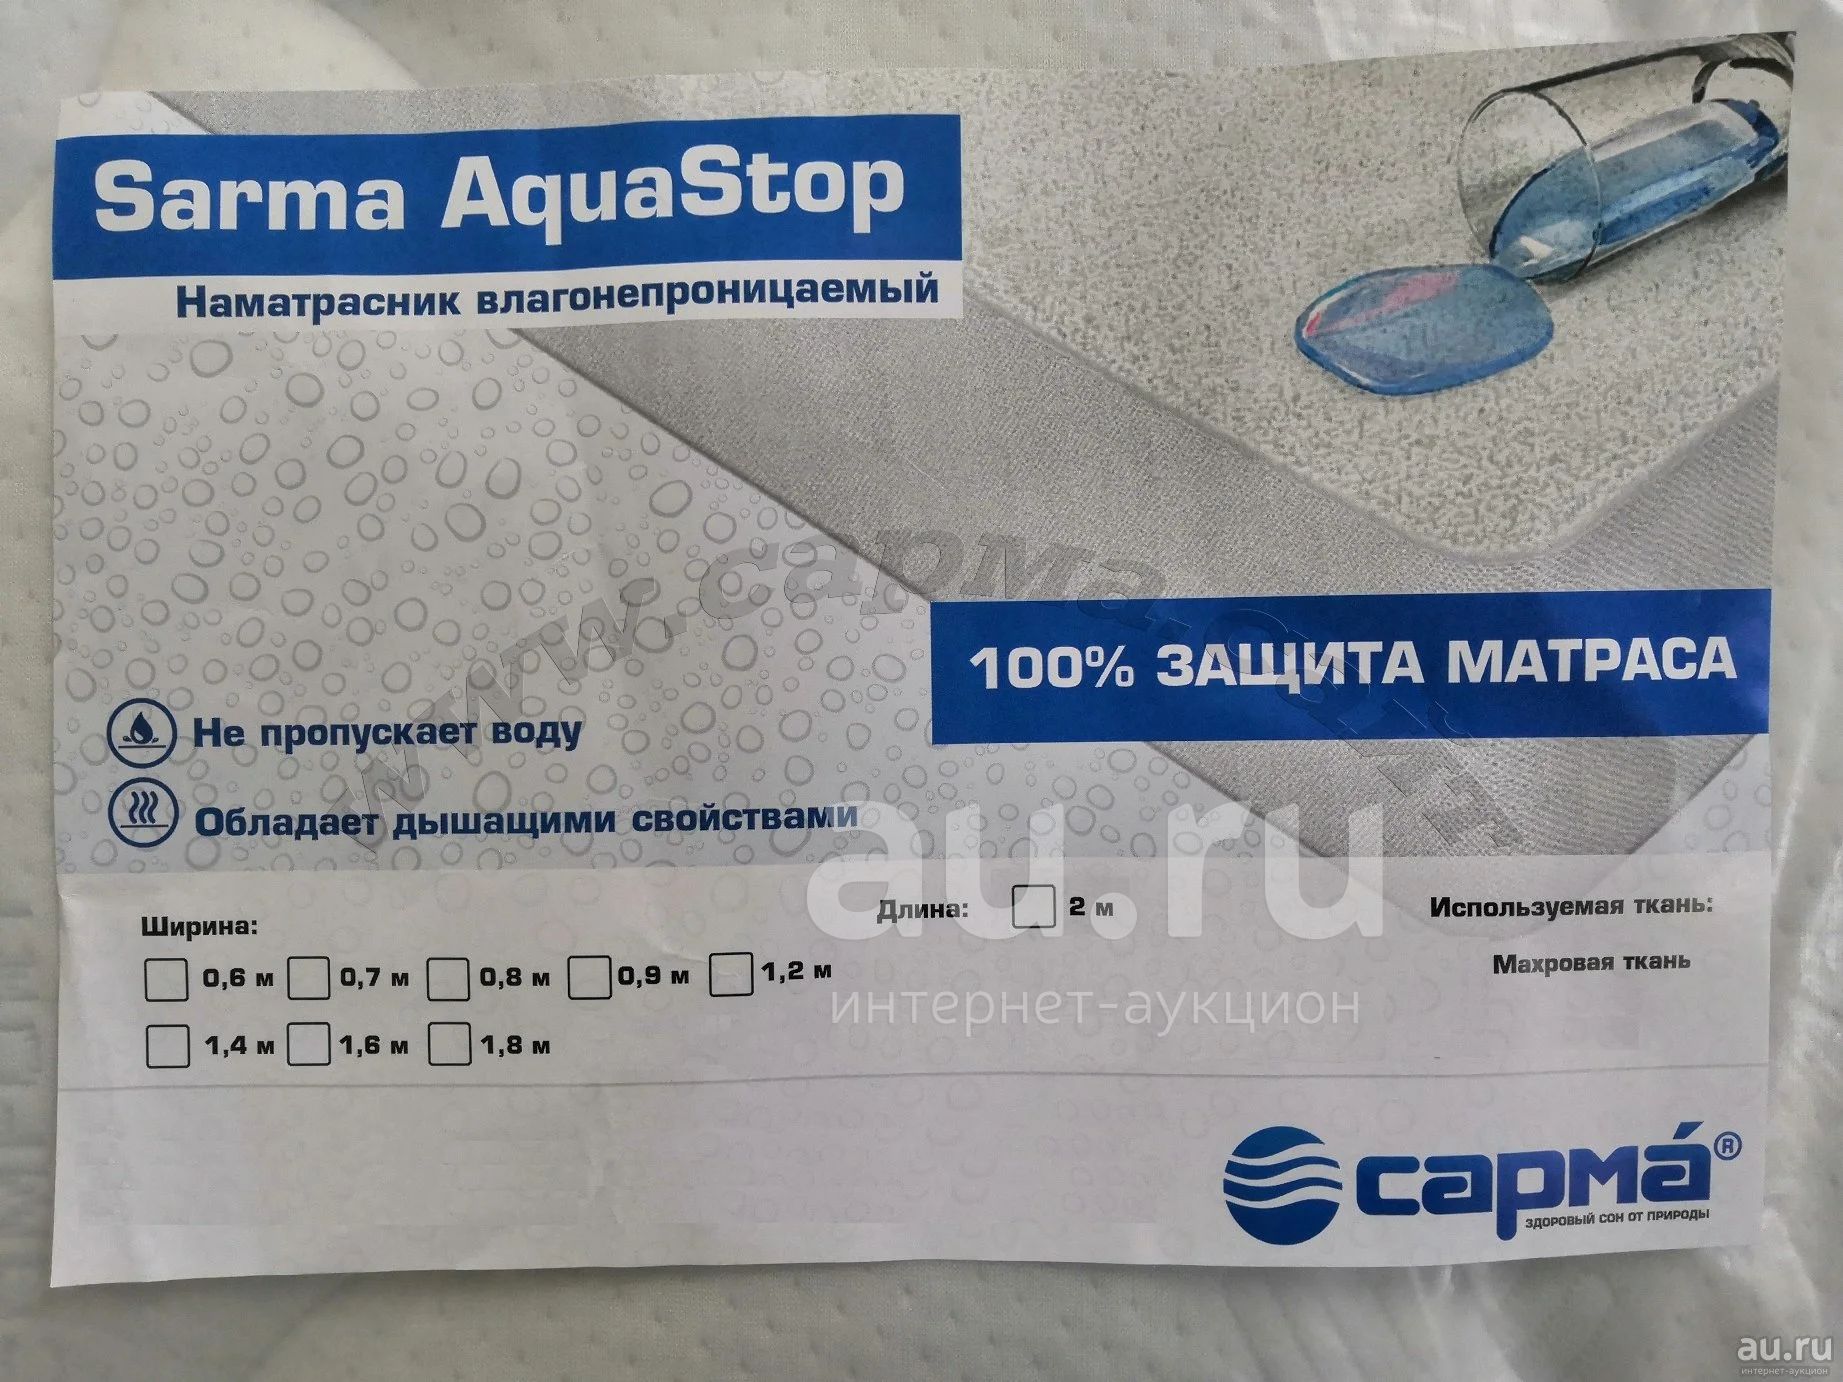 Sarma AquaStop
Наматрасник влагонепроницаемый
www.сарма.com
100% ЗАЩИТА МАТРАСА
Не пропускает воду
Обладает дышащими свойствами
au.ru
интернет-аукцион
Ширина:
0,6 м 0,7 м 0,8 м 0,9 м 1,2 м
1,4 м 1,6 м 1,8 м
Длина: 2 м
Используемая ткань:
Махровая ткань
сарма́®
ЗДОРОВЫЙ СОН ОТ ПРИРОДЫ
au.ru
интернет-аукцион